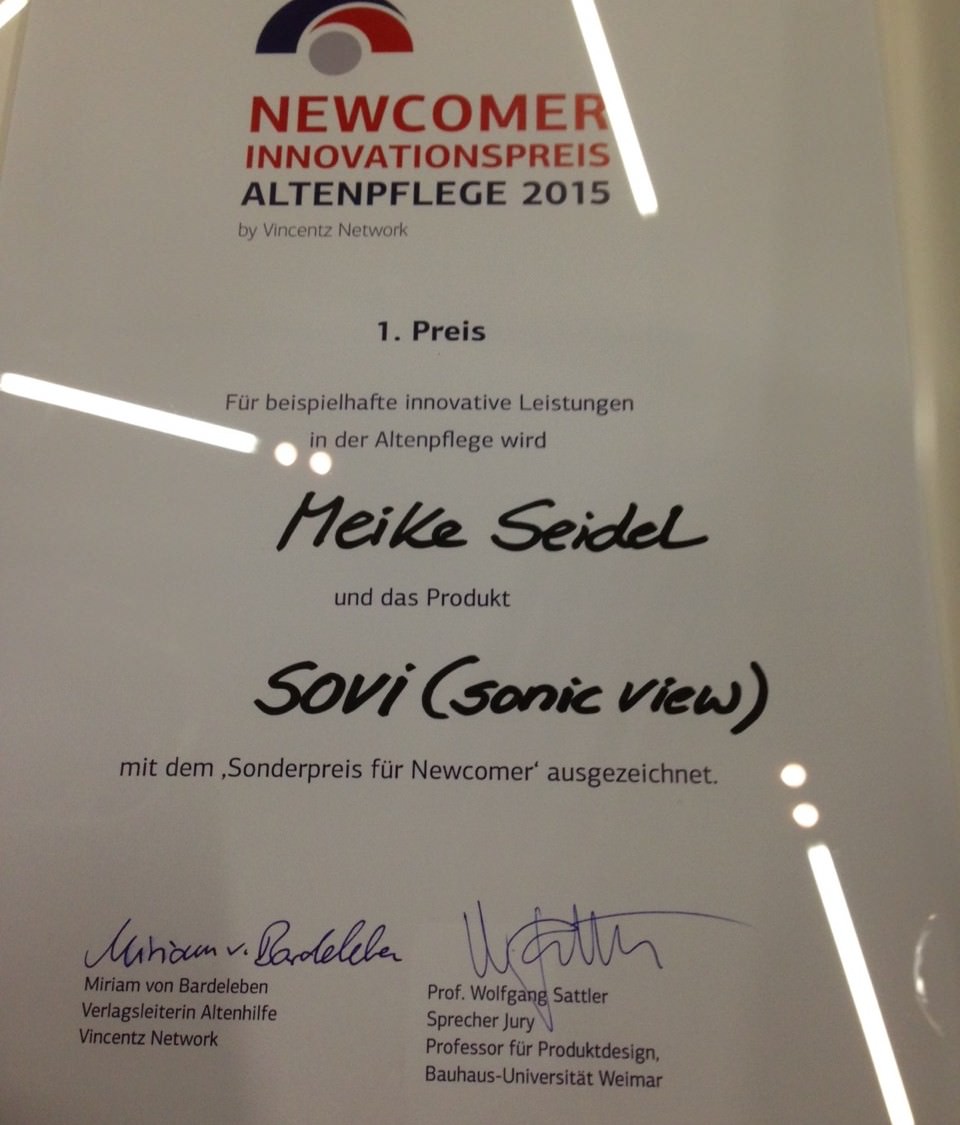 NEWCOMER
INNOVATIONSPREIS
ALTENPFLEGE 2015
by Vincentz Network
1. Preis
Für beispielhafte innovative Leistungen
in der Altenpflege wird
Meike Seidel
und das Produkt
Sovi (sonic view)
mit dem ‚Sonderpreis für Newcomer‘ ausgezeichnet.
Miriam v. Bardeleben
Miriam von Bardeleben
Verlagsleiterin Altenhilfe
Vincentz Network
Prof. Wolfgang Sattler
Sprecher Jury
Professor für Produktdesign,
Bauhaus-Universität Weimar